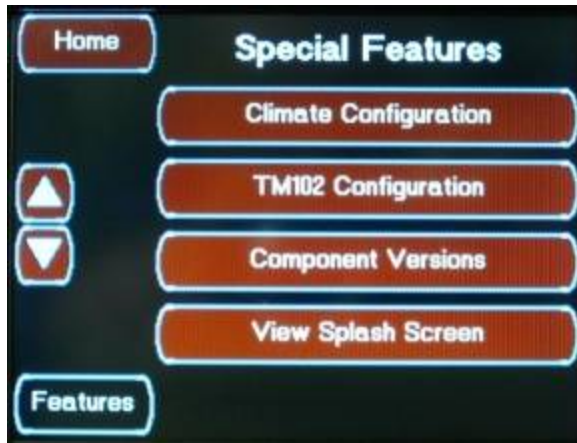 Home
Special Features
Climate Configuration
TM102 Configuration
Component Versions
View Splash Screen
Features